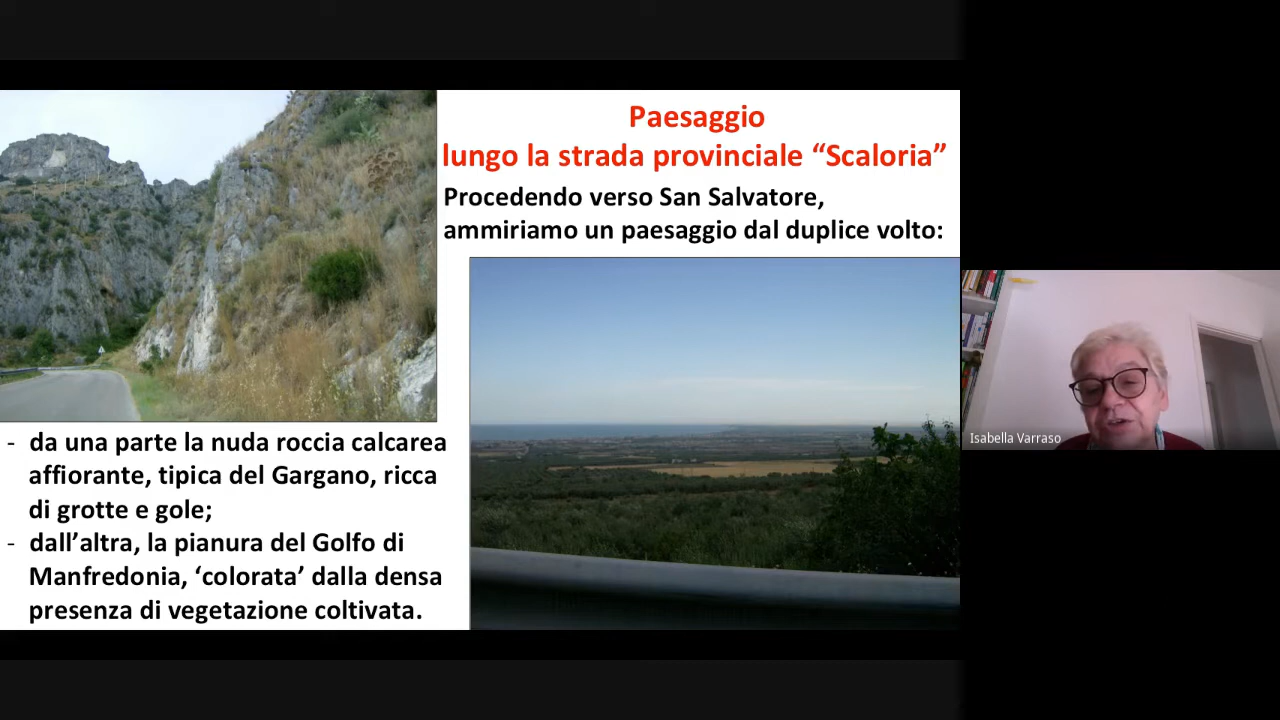 Paesaggio
lungo la strada provinciale “Scaloria”
Procedendo verso San Salvatore,
ammiriamo un paesaggio dal duplice volto:
- da una parte la nuda roccia calcarea
affiorante, tipica del Gargano, ricca
di grotte e gole;
- dall’altra, la pianura del Golfo di
Manfredonia, ‘colorata’ dalla densa
presenza di vegetazione coltivata.
Isabella Varraso